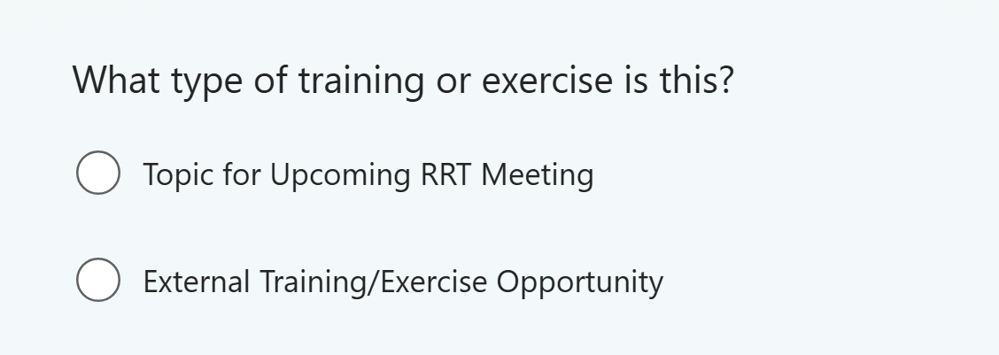 What type of training or exercise is this?
Topic for Upcoming RRT Meeting
External Training/Exercise Opportunity